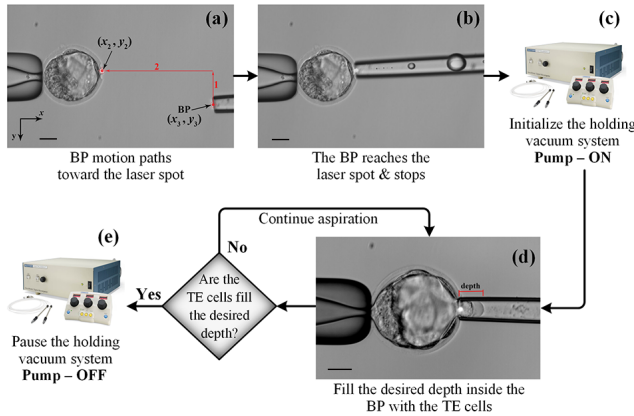 (a)
(x2, y2)
2
1
BP
(x3, y3)
x
y
BP motion paths
toward the laser spot
(b)
The BP reaches the
laser spot & stops
(c)
Initialize the holding
vacuum system
Pump – ON
Continue aspiration
(d)
depth
Fill the desired depth inside the
BP with the TE cells
No
Are the
TE cells fill
the desired
depth?
Yes
(e)
Pause the holding
vacuum system
Pump – OFF